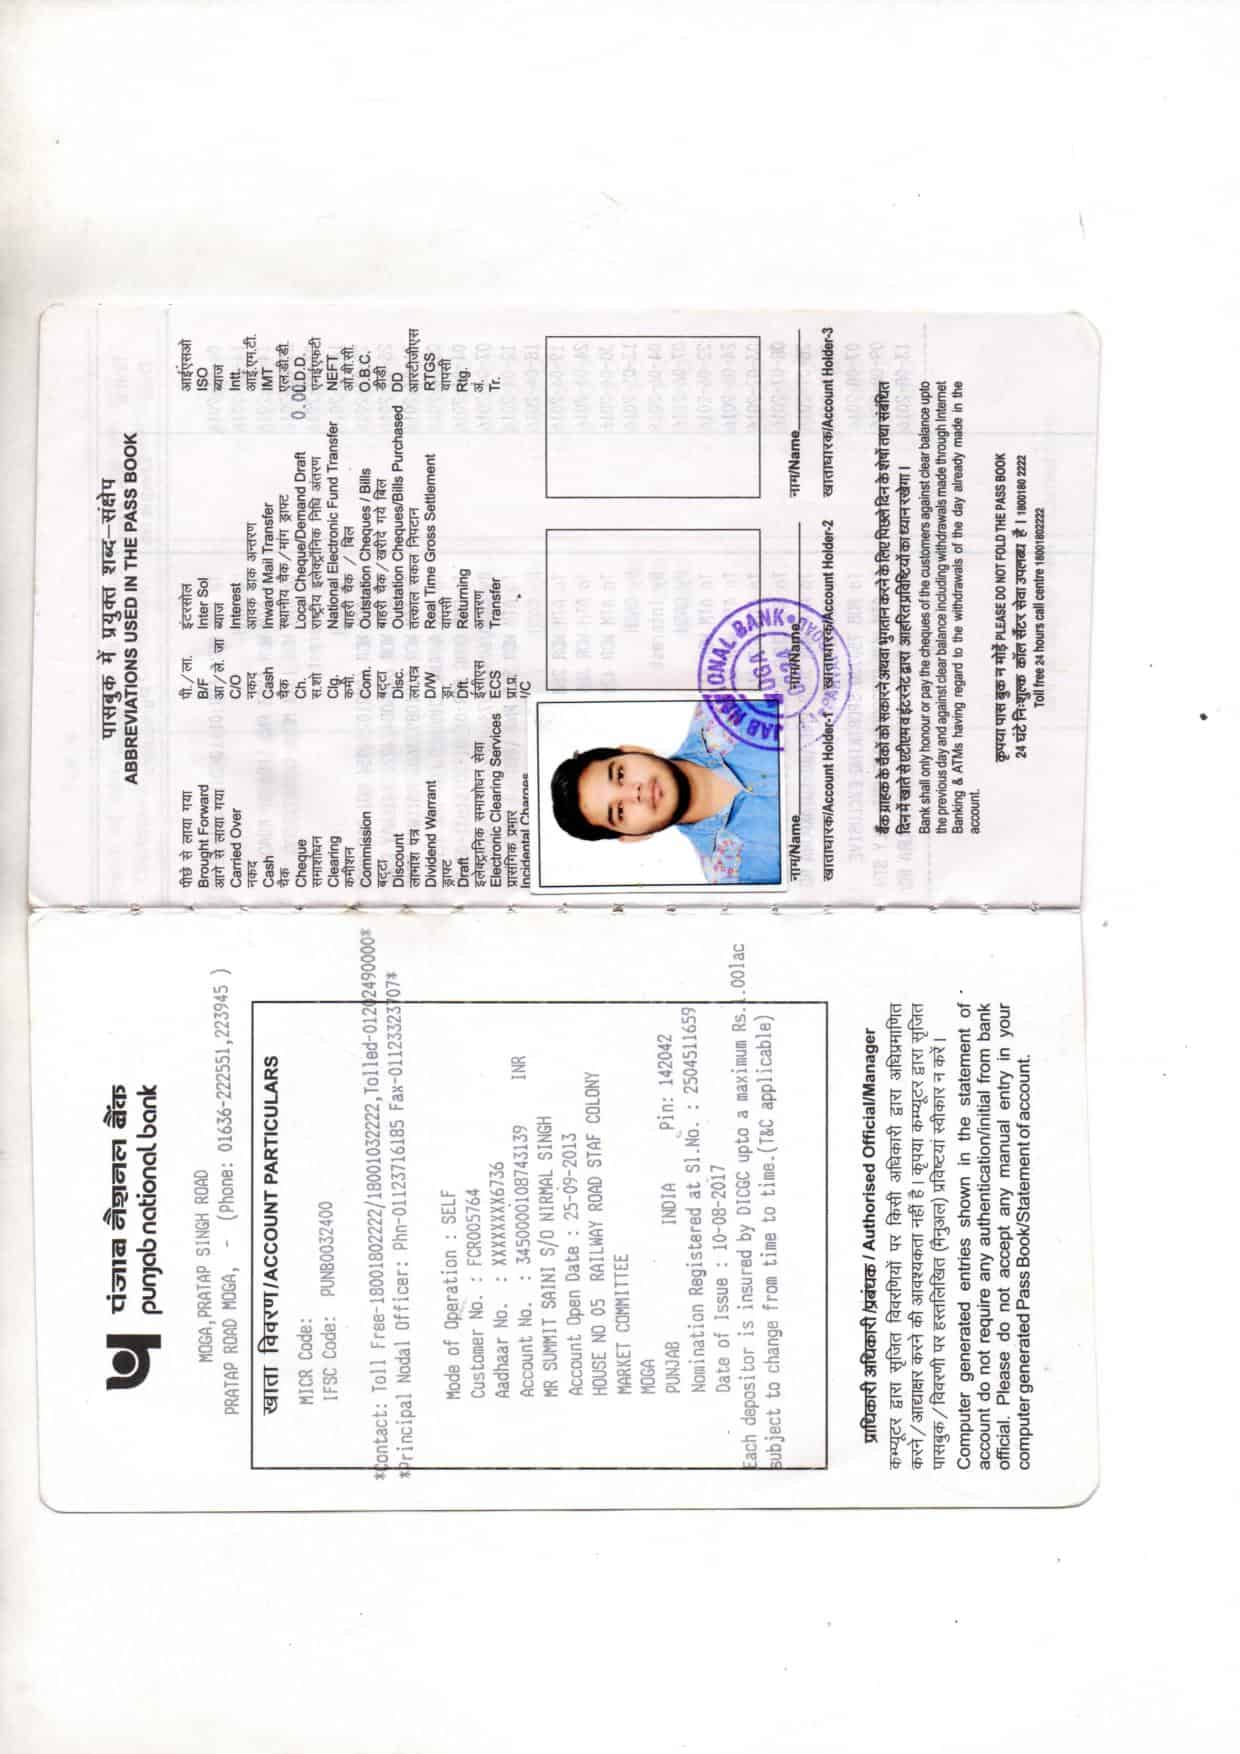 पंजाब नैशनल बैंक
punjab national bank
MOGA,PRATAP SINGH ROAD
PRATAP ROAD MOGA, - (Phone: 01636-222551,223945 )
खाता विवरण/ACCOUNT PARTICULARS
MICR Code:
IFSC Code: PUNB0032400
*Contact: Toll Free-18001802222/18001032222,Tolled-01202490000*
*Principal Nodal Officer: Phn-01123716185 Fax-01123323707*
Mode of Operation : SELF
Customer No. : FCR005764
Aadhaar No. : XXXXXXXX6736
Account No. : 3450000108743139 INR
MR SUMMIT SAINI S/O NIRMAL SINGH
Account Open Date : 25-09-2013
HOUSE NO 05 RAILWAY ROAD STAF COLONY
MARKET COMMITTEE
MOGA
PUNJAB INDIA Pin: 142042
Nomination Registered at Sl.No. : 2504511659
Date of Issue : 10-08-2017
Each depositor is insured by DICGC upto a maximum Rs.1.00lac
subject to change from time to time.(T&C applicable)
प्राधिकारी अधिकारी/प्रबंधक / Authorised Official/Manager
कम्प्यूटर द्वारा सृजित विवरणियों पर किसी अधिकारी द्वारा अधिप्रमाणित
करने/आद्याक्षर करने की आवश्यकता नहीं है। कृपया कम्प्यूटर द्वारा सृजित
पासबुक/विवरणी पर हस्तलिखित (मैनुअल) प्रविष्टियां स्वीकार न करें।
Computer generated entries shown in the statement of
account do not require any authentication/initial from bank
official. Please do not accept any manual entry in your
computer generated Pass Book/Statement of account.
पासबुक में प्रयुक्त शब्द–संक्षेप
ABBREVIATIONS USED IN THE PASS BOOK
पीछे से लाया गया पी./ला. इंटरसोल आईएसओ
Brought Forward B/F Inter Sol ISO
आगे से लाया गया आ/ले. जा ब्याज ब्याज
Carried Over C/O Interest Intt.
नकद नकद आवक डाक अन्तरण आई.एम.टी.
Cash Cash Inward Mail Transfer IMT
चैक चैक स्थानीय चैक/मांग ड्राफ्ट एल.डी.डी.
Cheque Ch. Local Cheque/Demand Draft 0.00.D.D.
समाशोधन स.शो राष्ट्रीय इलेक्ट्रॉनिक निधि अंतरण एनईएफटी
Clearing Clg. National Electronic Fund Transfer NEFT
कमीशन कमी. बाहरी चैक / बिल ओ.बी.सी.
Commission Com. Outstation Cheques / Bills O.B.C.
बट्टा बट्टा बाहरी चैक/खरीदे गये बिल डीडी
Discount Disc. Outstation Cheques/Bills Purchased DD
लाभांश पत्र ला.पत्र तत्काल सकल निपटान आरटीजीएस
Dividend Warrant D/W Real Time Gross Settlement RTGS
ड्राफ्ट ड्रा. वापसी वापसी
Draft Dft. Returning Rtg.
इलेक्ट्रानिक समाशोधन सेवा ईसीएस अन्तरण अं.
Electronic Clearing Services ECS Transfer Tr.
प्रासंगिक प्रभार प्रा.प्र.
Incidental Charges I/C
नाम/Name नाम/Name नाम/Name
खाताधारक/Account Holder-1 खाताधारक/Account Holder-2 खाताधारक/Account Holder-3
बैंक ग्राहक के चैकों को सकारने अथवा भुगतान करने के लिए पिछले दिन के शेषों तथा संबंधित
दिन में खाते से एटीएम व इंटरनेट द्वारा आहरित प्रविष्टियों का ध्यान रखेगा।
Bank shall only honour or pay the cheques of the customers against clear balance upto
the previous day and against clear balance including withdrawals made through Internet
Banking & ATMs having regard to the withdrawals of the day already made in the
account.
कृपया पास बुक न मोड़ें PLEASE DO NOT FOLD THE PASS BOOK
24 घंटे निःशुल्क कॉल सेंटर सेवा उपलब्ध है। 1800180 2222
Toll free 24 hours call centre 18001802222